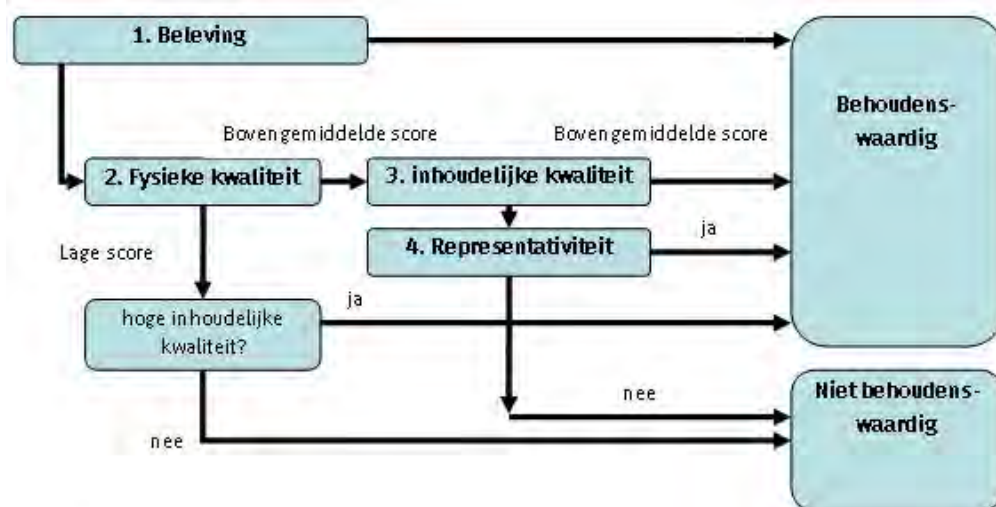 1. Beleving
Behoudens-
waardig
Bovengemiddelde score
Bovengemiddelde score
2. Fysieke kwaliteit
3. inhoudelijke kwaliteit
Lage score
4. Representativiteit
ja
hoge inhoudelijke
kwaliteit?
ja
nee
nee
Niet behoudens-
waardig